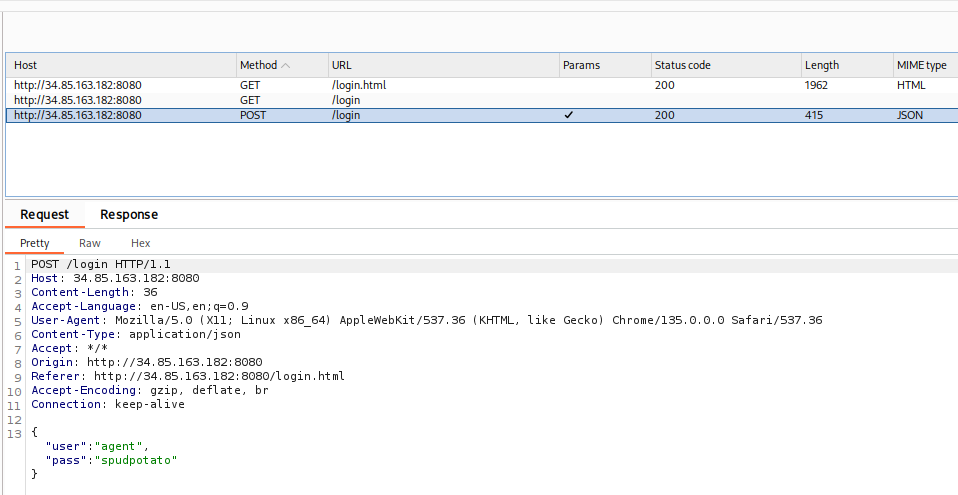 Host Method URL Params Status code Length MIME type
http://34.85.163.182:8080 GET /login.html 200 1962 HTML
http://34.85.163.182:8080 GET /login
http://34.85.163.182:8080 POST /login ✓ 200 415 JSON
Request Response
Pretty Raw Hex
1 POST /login HTTP/1.1
2 Host: 34.85.163.182:8080
3 Content-Length: 36
4 Accept-Language: en-US,en;q=0.9
5 User-Agent: Mozilla/5.0 (X11; Linux x86_64) AppleWebKit/537.36 (KHTML, like Gecko) Chrome/135.0.0.0 Safari/537.36
6 Content-Type: application/json
7 Accept: */*
8 Origin: http://34.85.163.182:8080
9 Referer: http://34.85.163.182:8080/login.html
10 Accept-Encoding: gzip, deflate, br
11 Connection: keep-alive
12
13 {
"user":"agent",
"pass":"spudpotato"
}